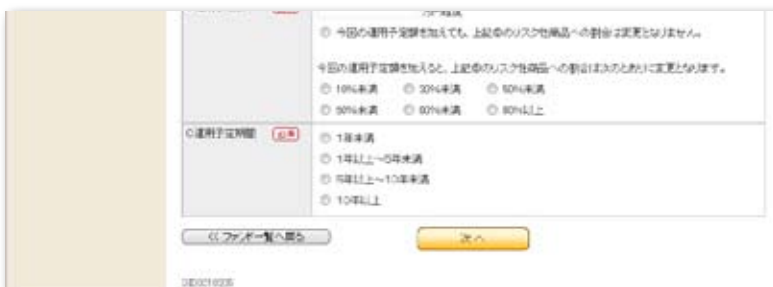 今回の運用予定額を加えても、上記④のリスク性商品への割合は変更となりません。
今回の運用予定額を加えると、上記④のリスク性商品への割合は次のとおりに変更となります。
10%未満 30%未満 50%未満
80%以上
運用予定期間 必須
1年未満
1年以上～5年未満
5年以上～10年未満
10年以上
<< ファンド一覧へ戻る 次へ